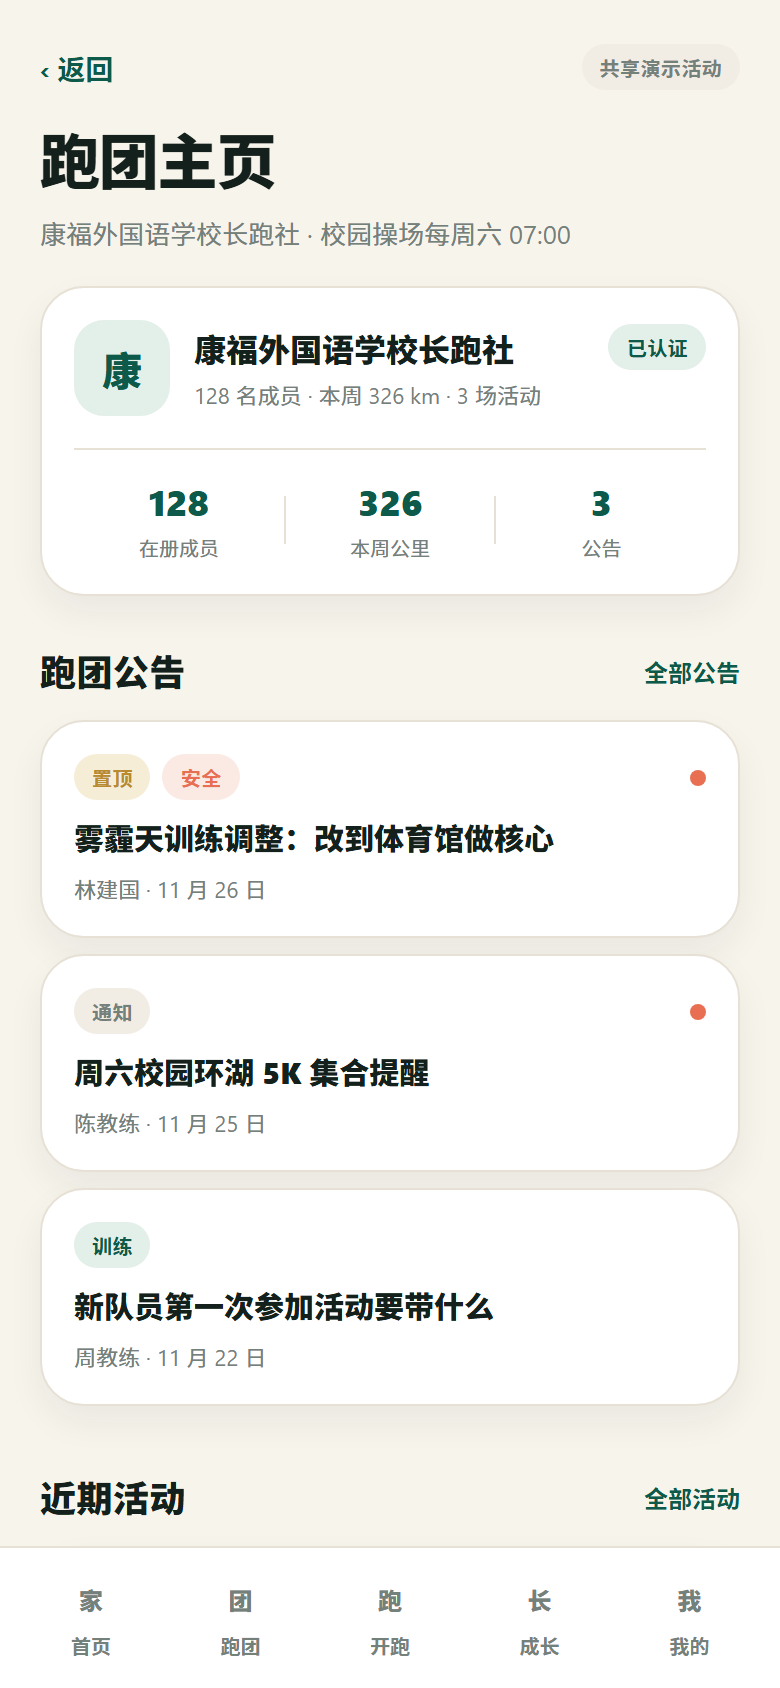 ‹ 返回
共享演示活动
跑团主页
康福外国语学校长跑社 · 校园操场每周六 07:00
康
康福外国语学校长跑社
已认证
128 名成员 · 本周 326 km · 3 场活动
128
326
3
在册成员
本周公里
公告
跑团公告
全部公告
置顶
安全
雾霾天训练调整：改到体育馆做核心
林建国 · 11 月 26 日
通知
周六校园环湖 5K 集合提醒
陈教练 · 11 月 25 日
训练
新队员第一次参加活动要带什么
周教练 · 11 月 22 日
近期活动
全部活动
家
团
跑
长
我
首页
跑团
开跑
成长
我的